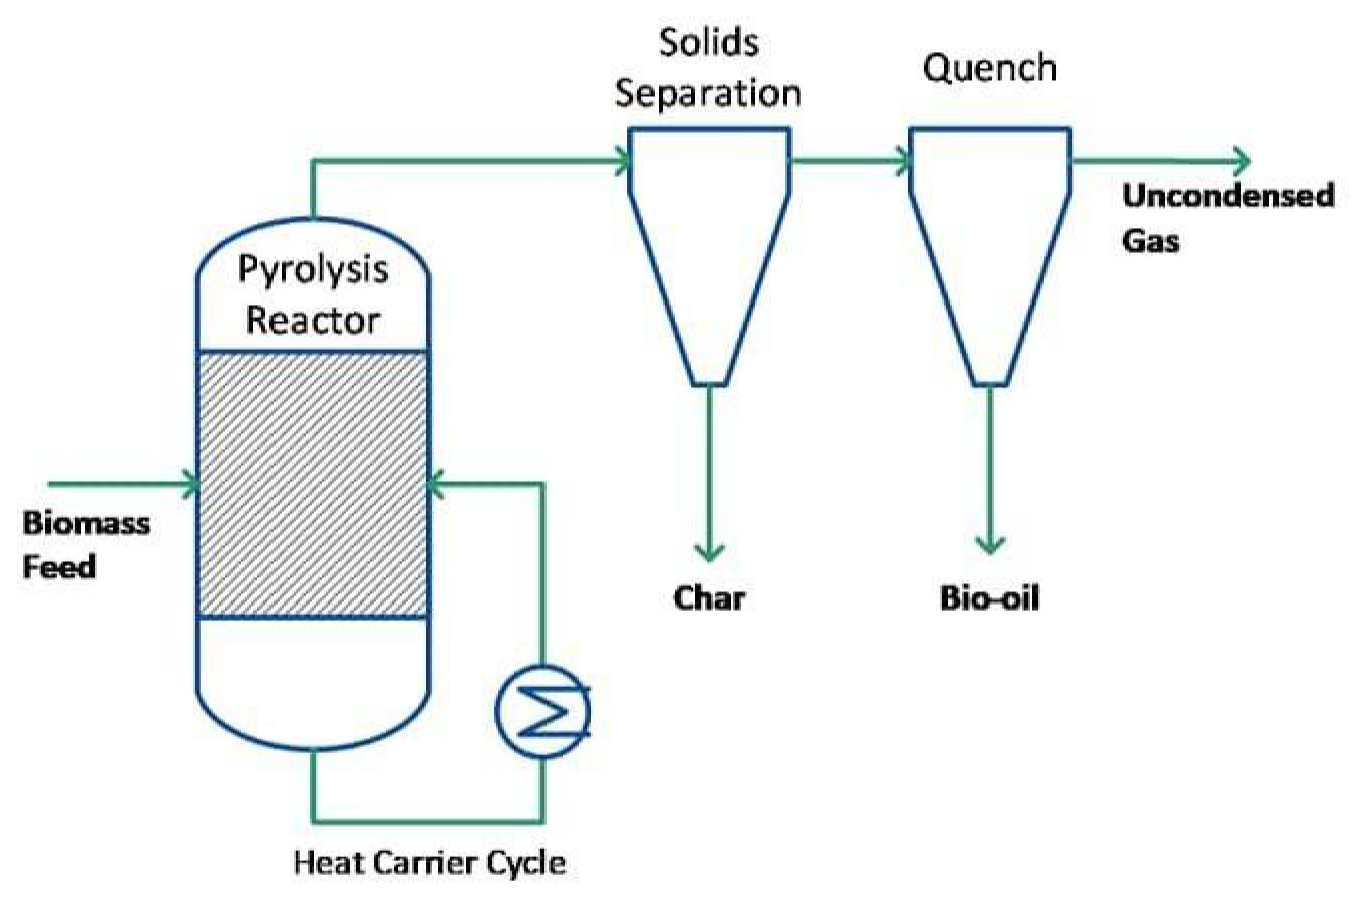 Solids
Separation
Quench
Uncondensed
Gas
Pyrolysis
Reactor
Biomass
Feed
Char
Bio-oil
Heat Carrier Cycle